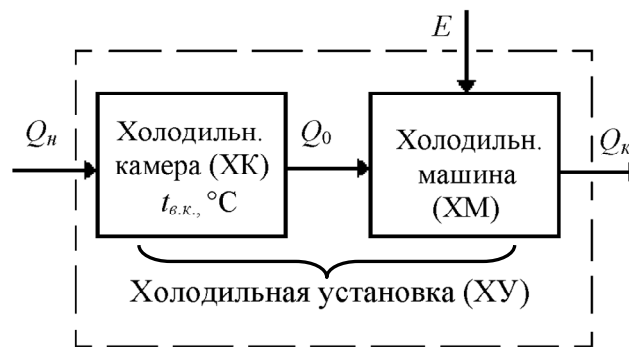 E
Qн
Холодильн.
камера (ХК)
tв.к., °С
Q0
Холодильн.
машина
(ХМ)
Qк
Холодильная установка (ХУ)